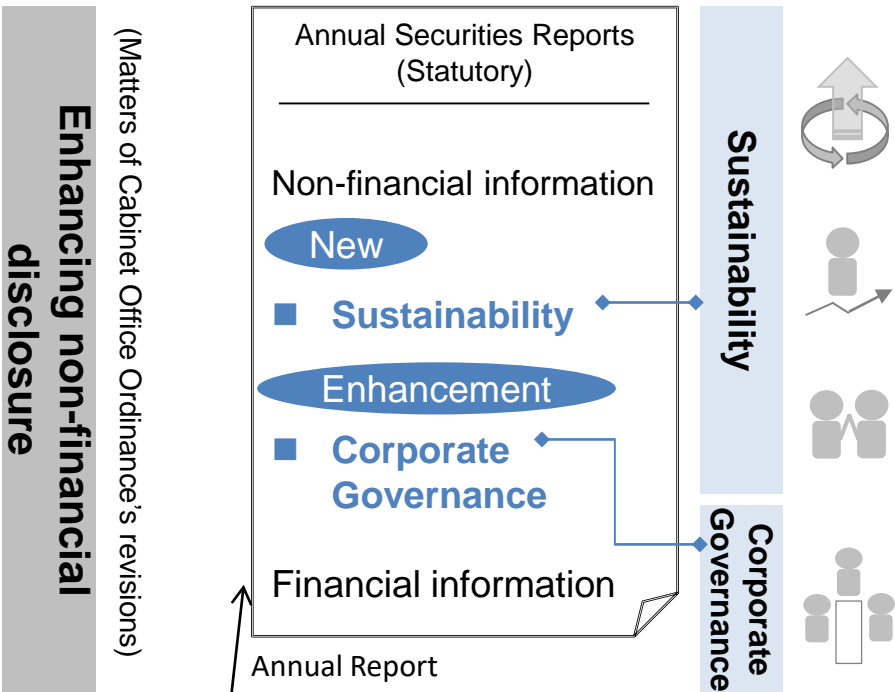 Enhancing non-financial
disclosure
(Matters of Cabinet Office Ordinance's revisions)
Annual Securities Reports
(Statutory)
Non-financial information
New
Sustainability
Enhancement
Corporate
Governance
Financial information
Annual Report
Sustainability
Corporate
Governance